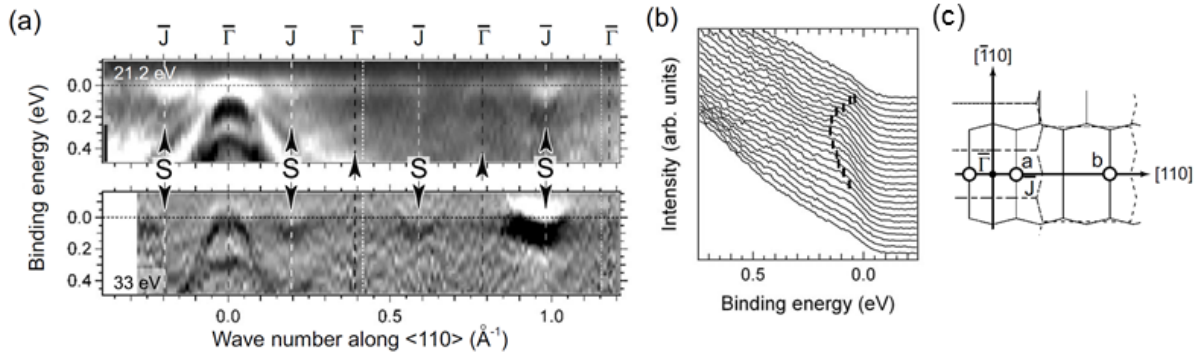 (a)
J̄ Γ̄ J̄ Γ̄ J̄ Γ̄ J̄ Γ̄
21.2 eV
0.0
0.2
0.4
S S S S
0.0
0.2
0.4
33 eV
Binding energy (eV)
0.0 0.5 1.0
Wave number along <110> (Å⁻¹)
(b)
Intensity (arb. units)
0.5 0.0
Binding energy (eV)
(c)
[1̄10]
Γ̄ a b
J̄
[110]